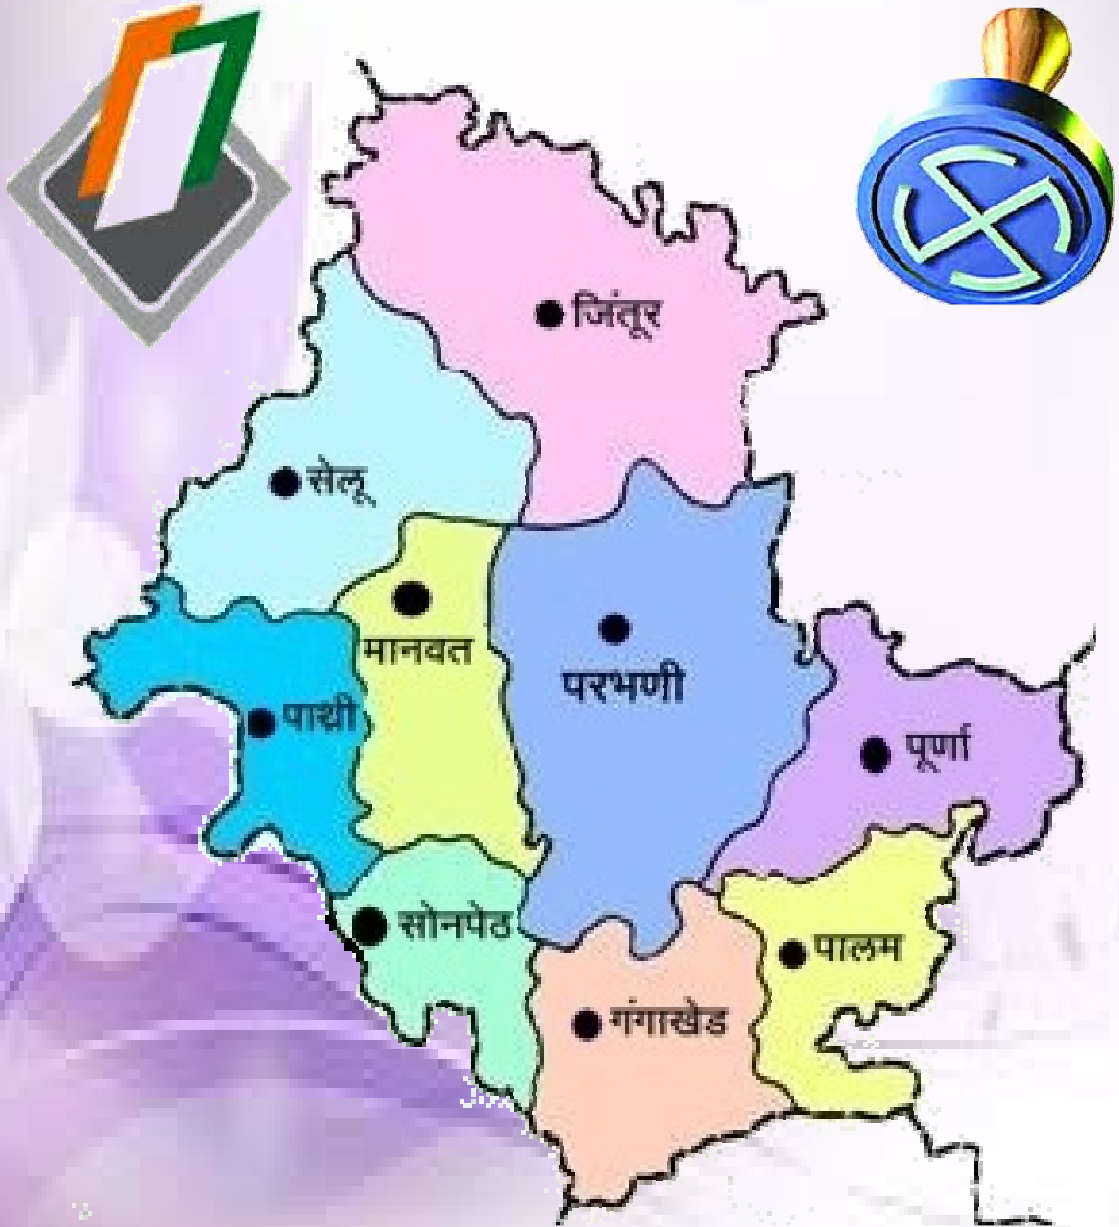 जिंतूर
सेलू
मानवत
परभणी
पाथ्री
पूर्णा
सोनपेठ
पालम
गंगाखेड